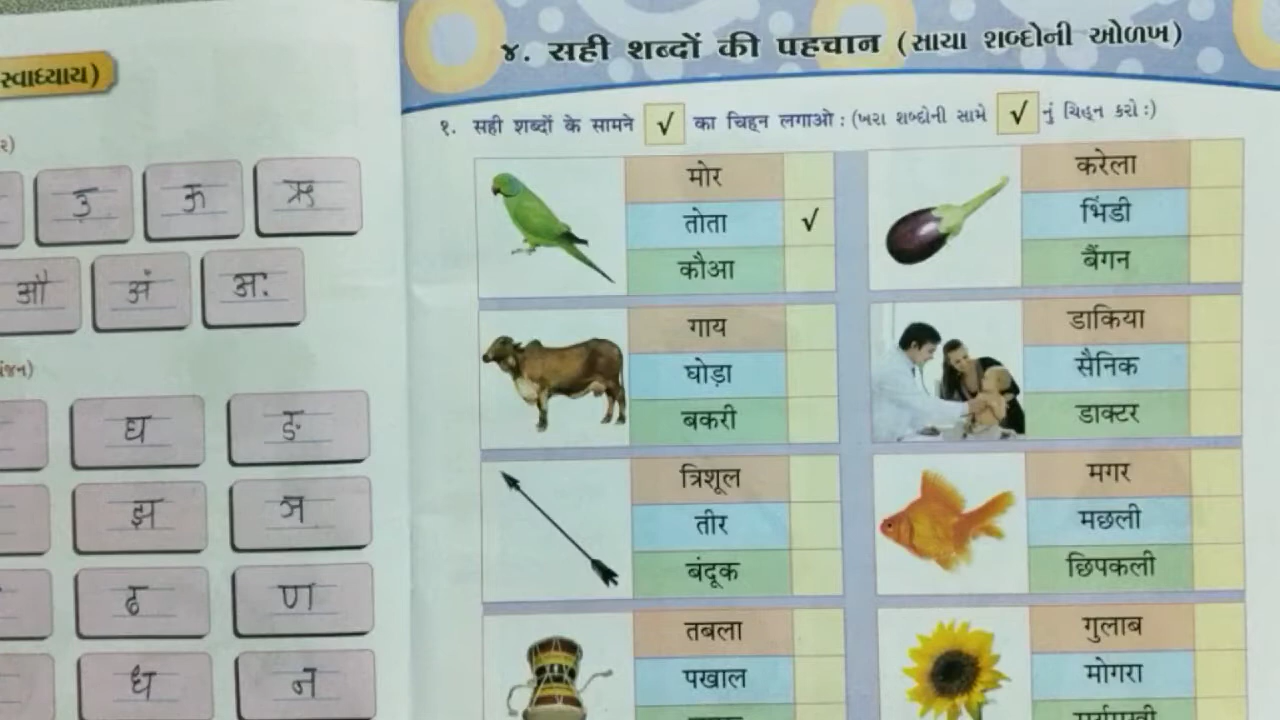 સ્વાધ્યાય)
उ ऊ ऋ
औ अं अः
घ ङ
झ ञ
ढ ण
ध न
४. सही शब्दों की पहचान (સાચા શબ્દોની ઓળખ)
१. सही शब्दों के सामने √ का चिह्न लगाओ : (ખરા શબ્દોની સામે √ નું ચિહ્ન કરો :)
मोर
तोता √
कौआ
करेला
भिंडी
बैंगन
गाय
घोड़ा
बकरी
डाकिया
सैनिक
डाक्टर
त्रिशूल
तीर
बंदूक
मगर
मछली
छिपकली
तबला
पखाल
गुलाब
मोगरा